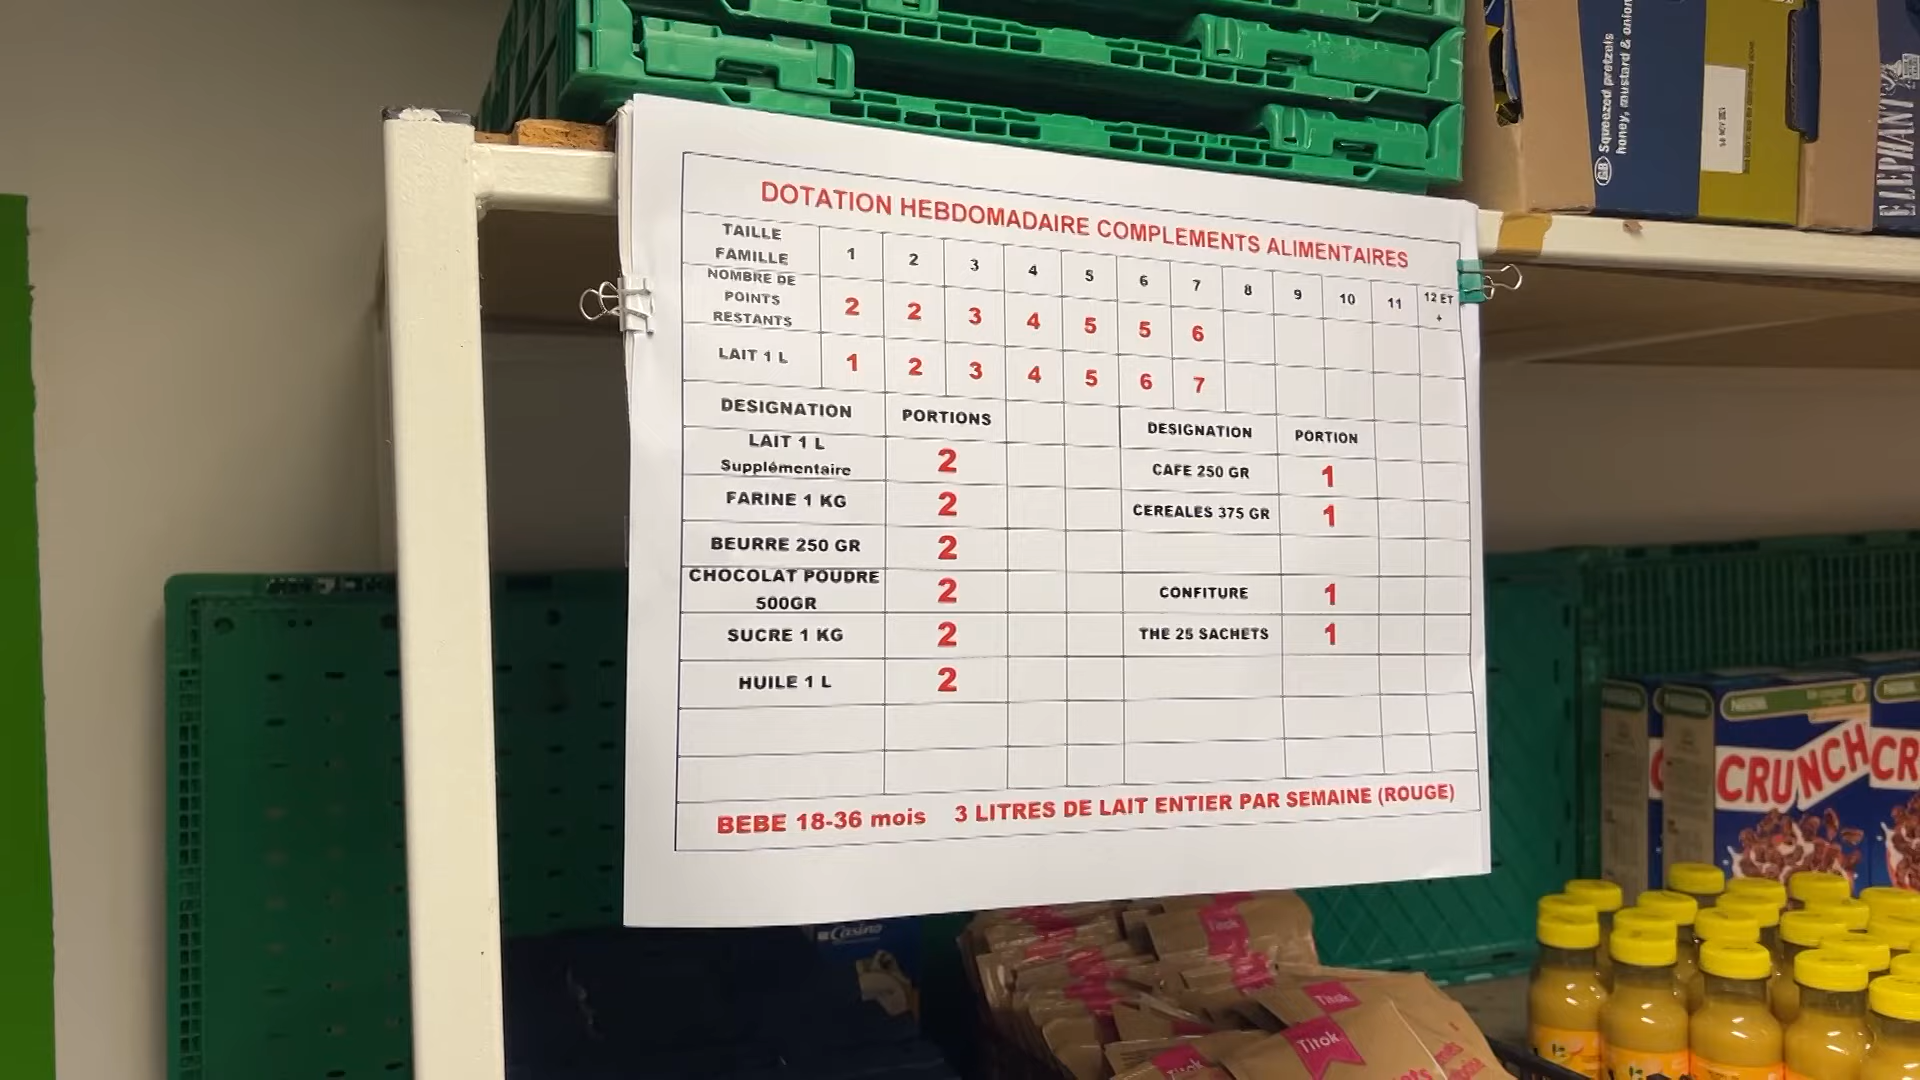 Squeezed pretzels
honey, mustard & onion
GB
ELEPHANT
DOTATION HEBDOMADAIRE COMPLEMENTS ALIMENTAIRES
TAILLE FAMILLE 1 2 3 4 5 6 7 8 9 10 11 12 ET +
NOMBRE DE POINTS RESTANTS 2 2 3 4 5 5 6
LAIT 1 L 1 2 3 4 5 6 7
DESIGNATION PORTIONS DESIGNATION PORTION
LAIT 1 L Supplémentaire 2 CAFE 250 GR 1
FARINE 1 KG 2 CEREALES 375 GR 1
BEURRE 250 GR 2
CHOCOLAT POUDRE 500GR 2 CONFITURE 1
SUCRE 1 KG 2 THE 25 SACHETS 1
HUILE 1 L 2
BEBE 18-36 mois 3 LITRES DE LAIT ENTIER PAR SEMAINE (ROUGE)
Nestlé
CRUNCH
CR
Casino
Titok
Titok
Titok
Titok